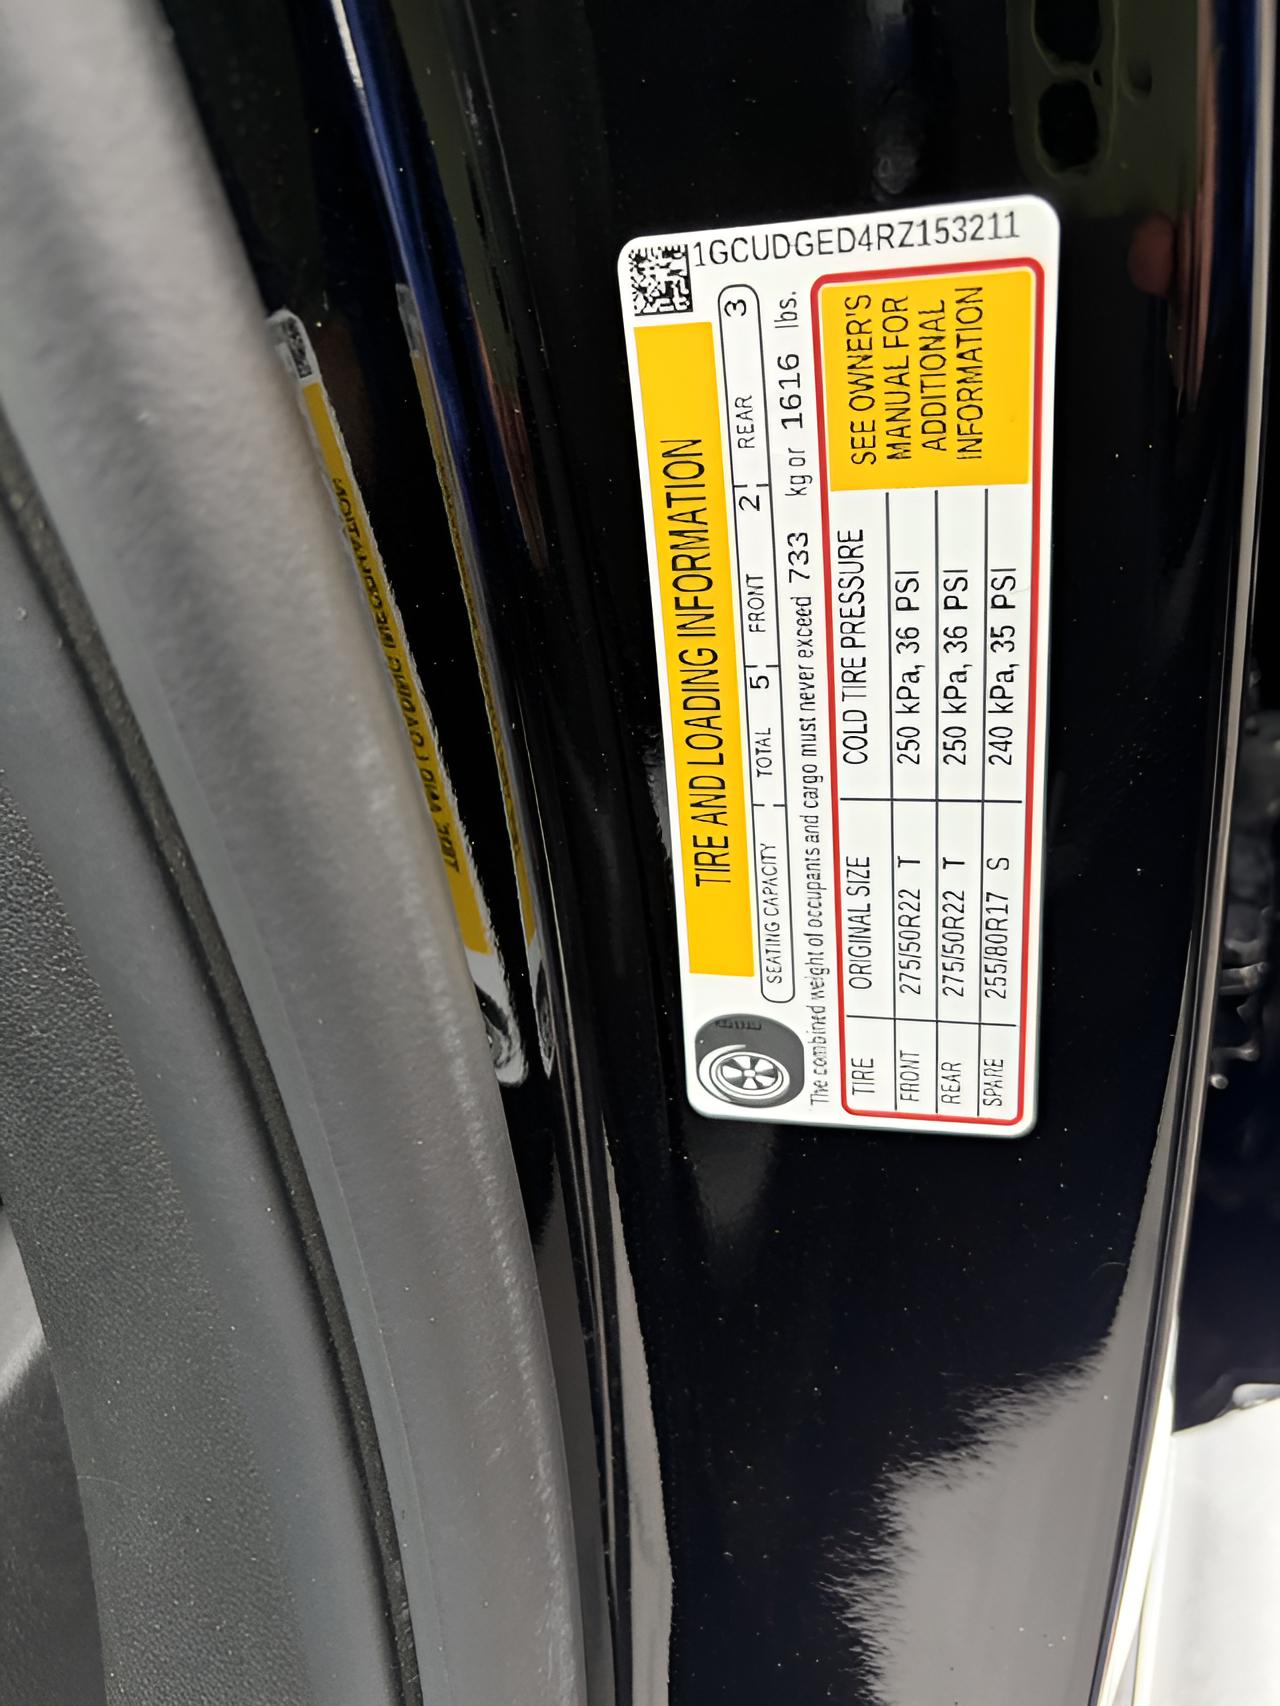 1GCUDGED4RZ153211
TIRE AND LOADING INFORMATION
SEATING CAPACITY TOTAL 5 FRONT 2 REAR 3
The combined weight of occupants and cargo must never exceed 733 kg or 1616 lbs.
TIRE ORIGINAL SIZE COLD TIRE PRESSURE
FRONT 275/50R22 T 250 kPa, 36 PSI
REAR 275/50R22 T 250 kPa, 36 PSI
SPARE 255/80R17 S 240 kPa, 35 PSI
SEE OWNER'S
MANUAL FOR
ADDITIONAL
INFORMATION